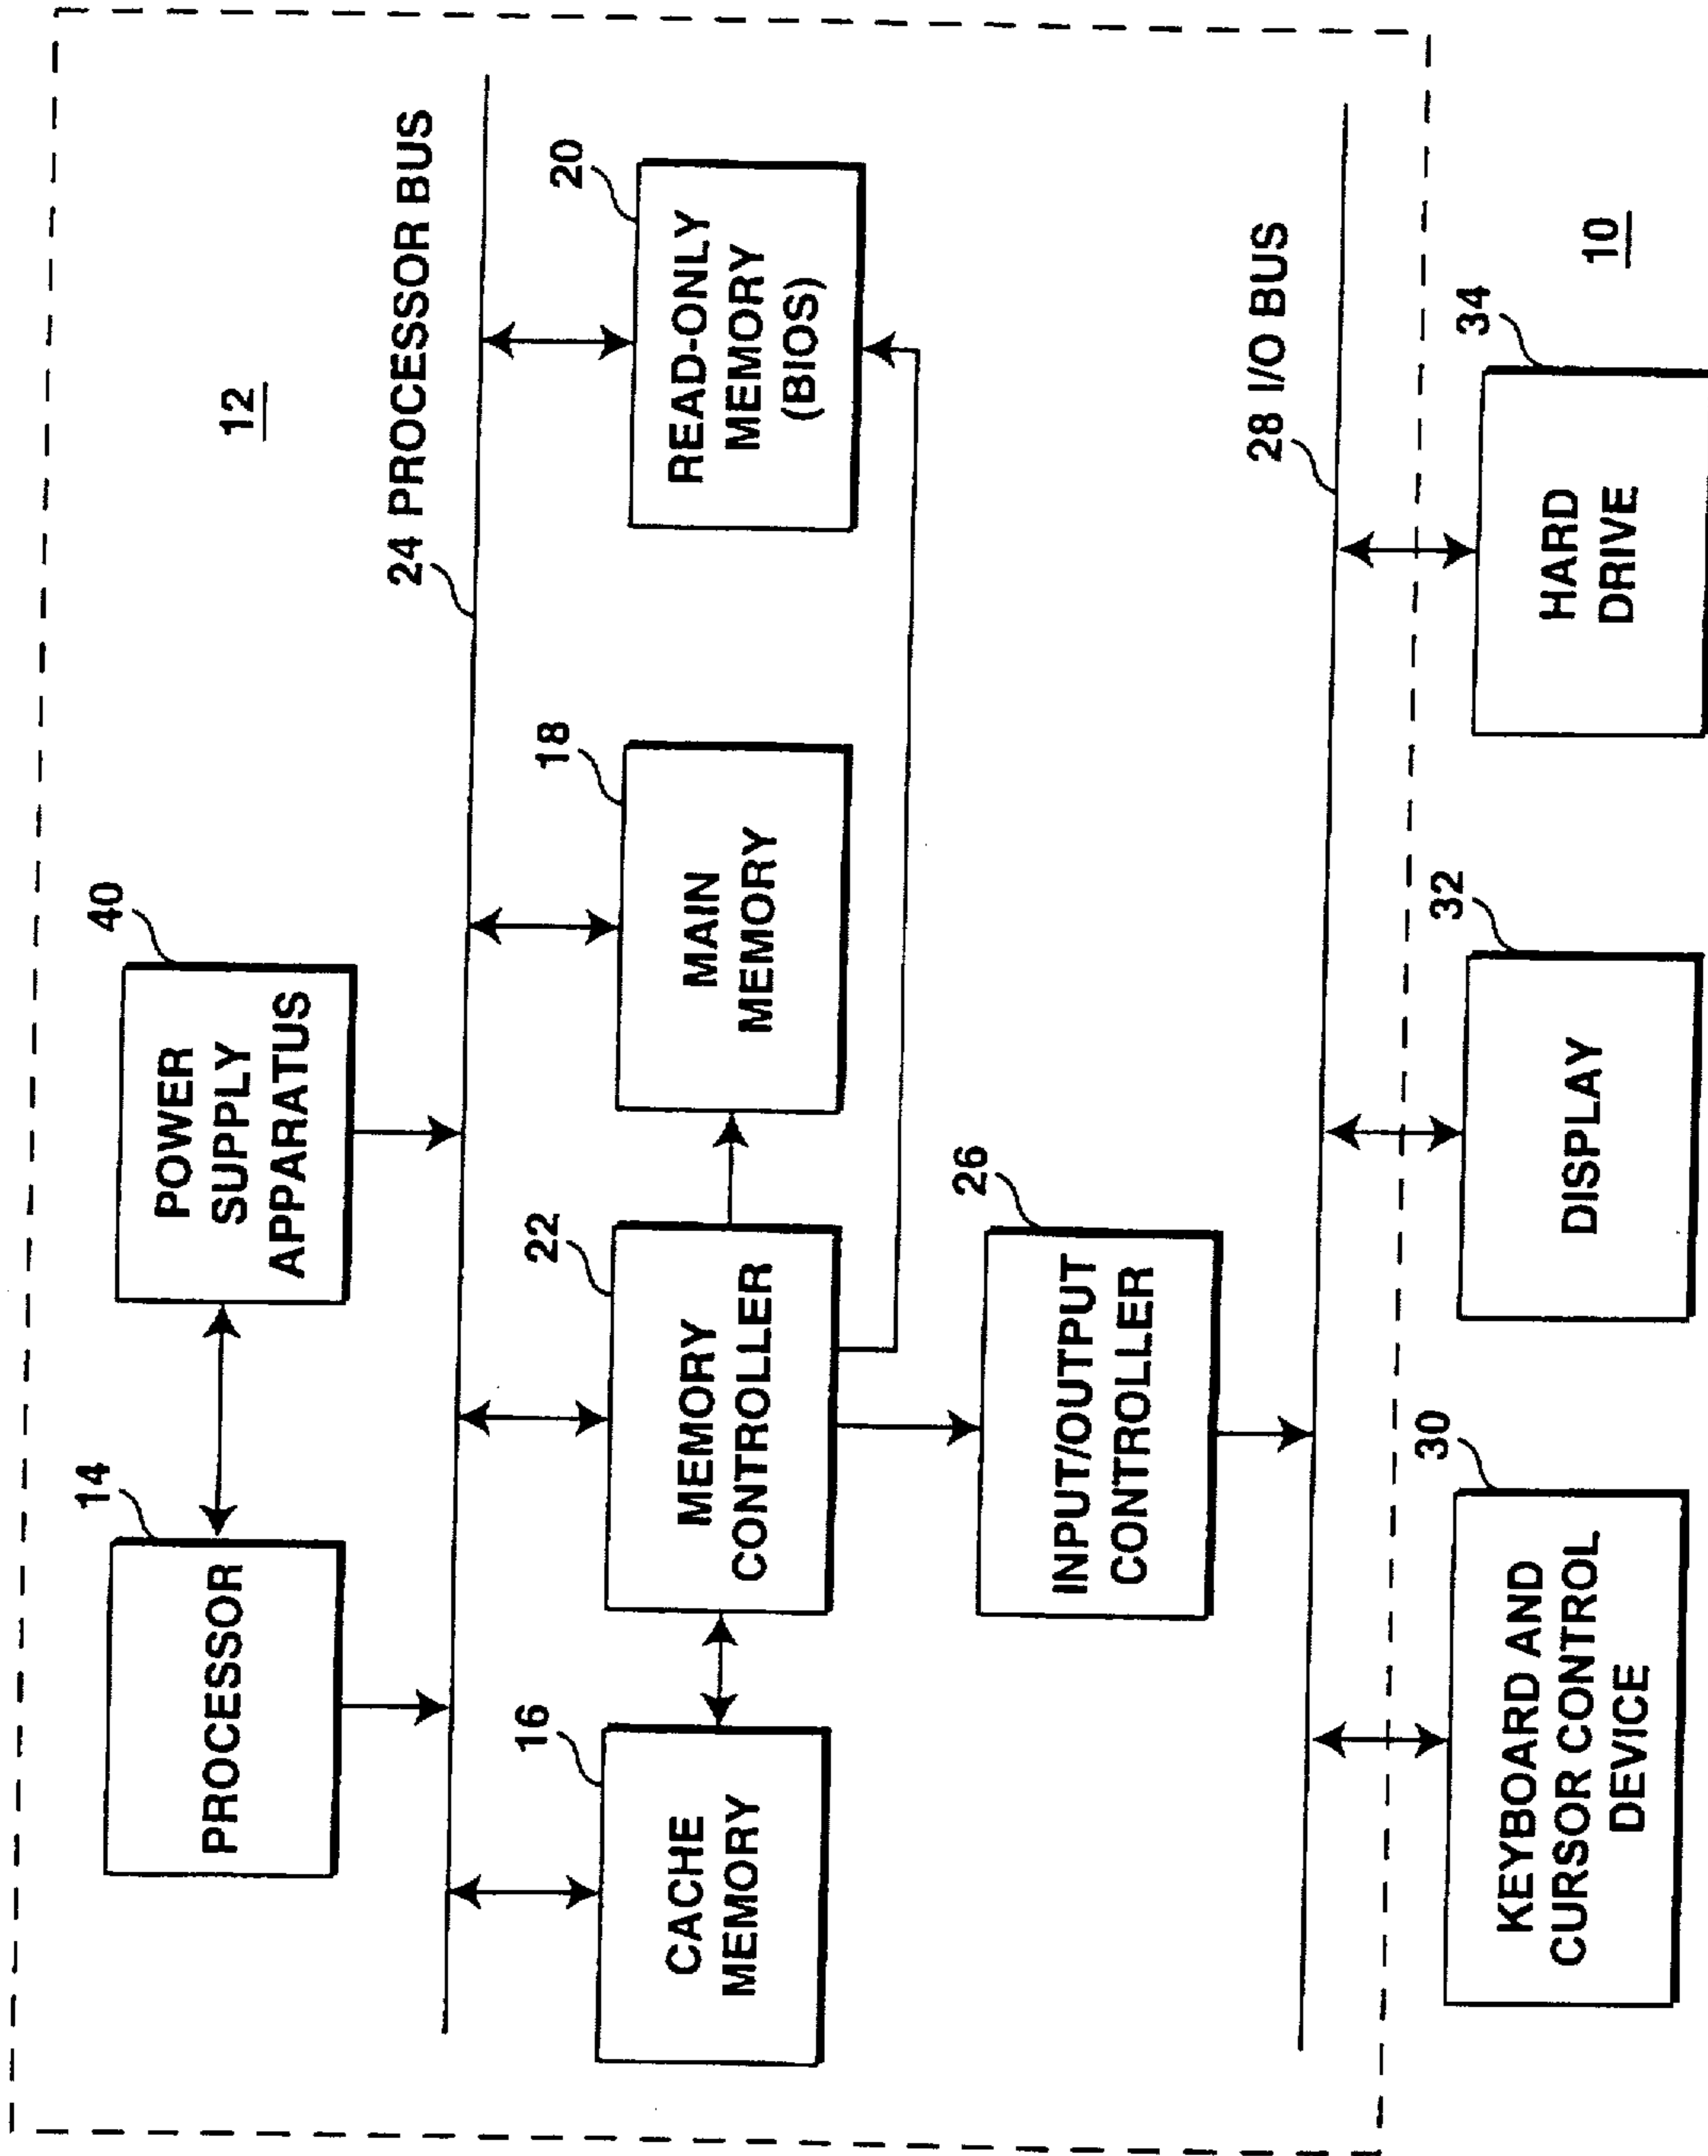 12
14
PROCESSOR
40
POWER
SUPPLY
APPARATUS
24 PROCESSOR BUS
16
CACHE
MEMORY
22
MEMORY
CONTROLLER
18
MAIN
MEMORY
20
READ-ONLY
MEMORY
(BIOS)
26
INPUT/OUTPUT
CONTROLLER
28 I/O BUS
30
KEYBOARD AND
CURSOR CONTROL
DEVICE
32
DISPLAY
34
HARD
DRIVE
10